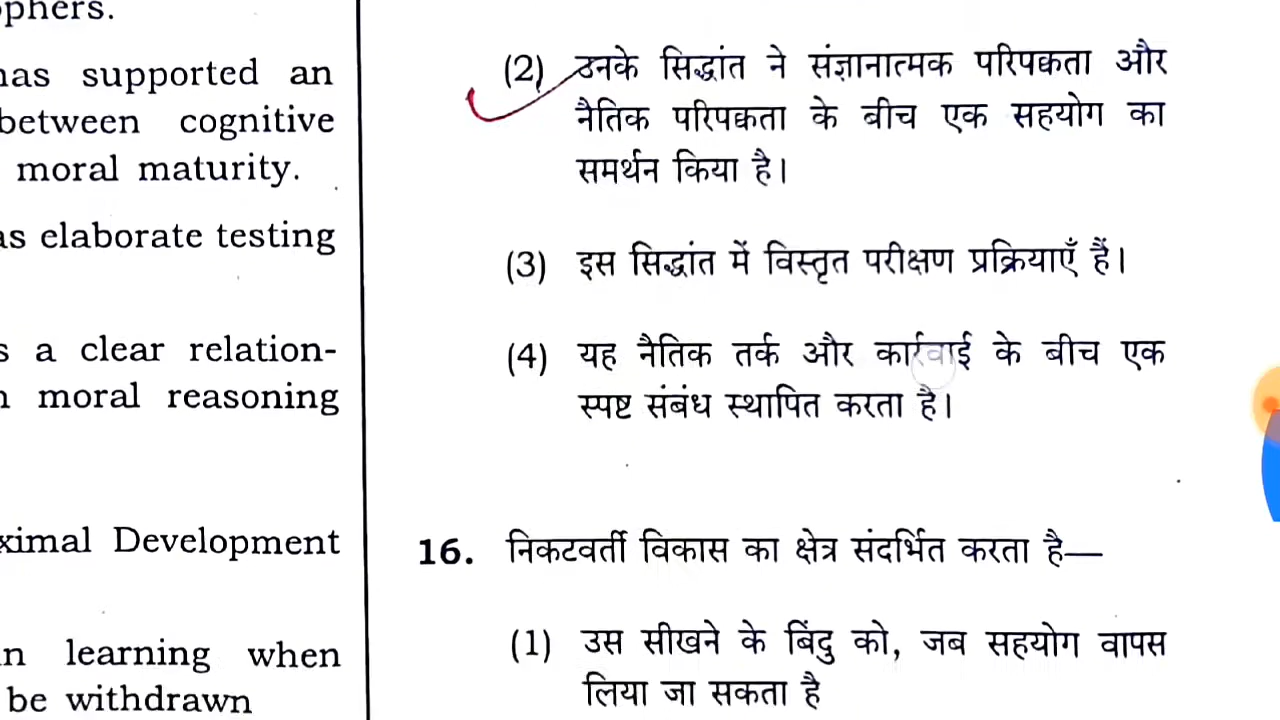 phers.
has supported an
between cognitive
moral maturity.
as elaborate testing
s a clear relation-
moral reasoning
ximal Development
n learning when
be withdrawn
(2) उनके सिद्धांत ने संज्ञानात्मक परिपक्वता और
नैतिक परिपक्वता के बीच एक सहयोग का
समर्थन किया है।
(3) इस सिद्धांत में विस्तृत परीक्षण प्रक्रियाएँ हैं।
(4) यह नैतिक तर्क और कार्रवाई के बीच एक
स्पष्ट संबंध स्थापित करता है।
16. निकटवर्ती विकास का क्षेत्र संदर्भित करता है—
(1) उस सीखने के बिंदु को, जब सहयोग वापस
लिया जा सकता है